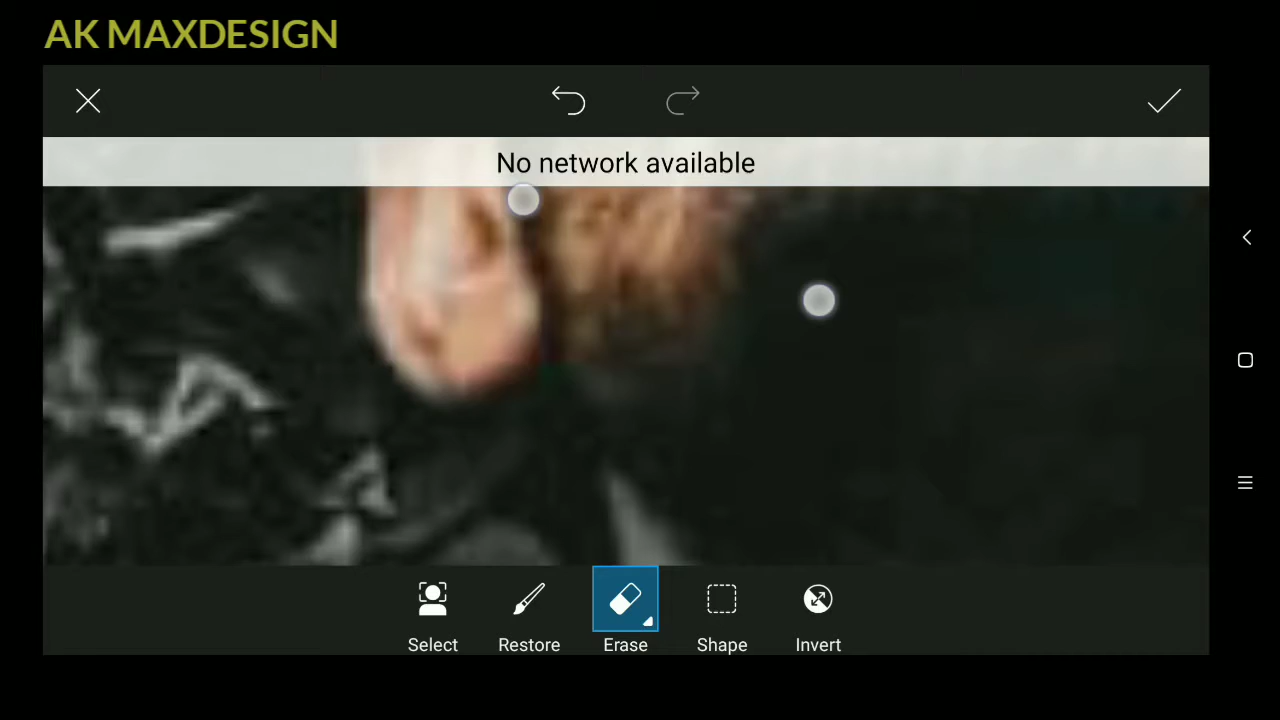 AK MAXDESIGN
No network available
Select
Restore
Erase
Shape
Invert